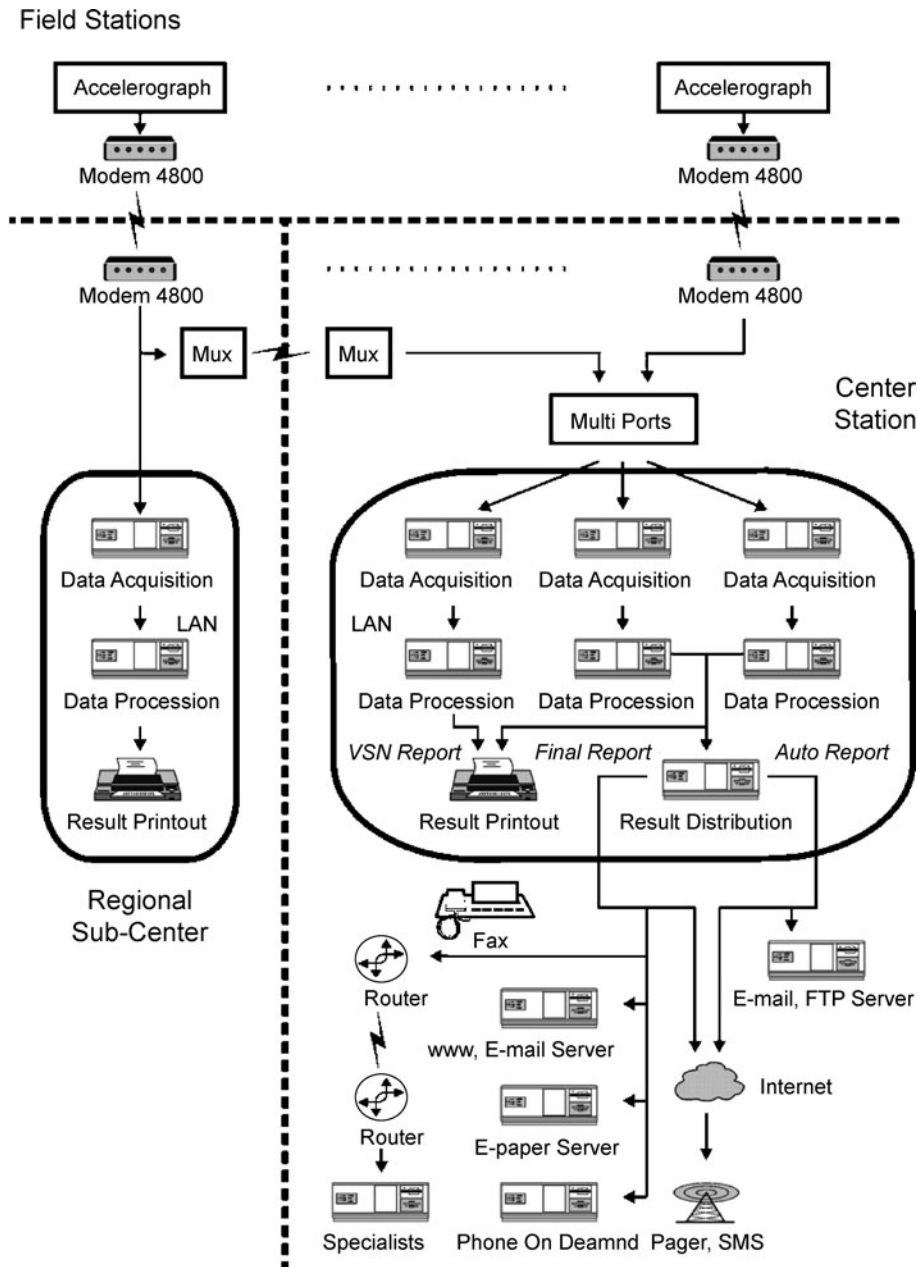 Field Stations
Accelerograph
Accelerograph
Modem 4800
Modem 4800
Modem 4800
Modem 4800
Mux
Mux
Multi Ports
Center
Station
Data Acquisition
Data Acquisition
Data Acquisition
Data Acquisition
LAN
LAN
Data Procession
Data Procession
Data Procession
Data Procession
VSN Report
Final Report
Auto Report
Result Printout
Result Printout
Result Distribution
Regional
Sub-Center
Fax
Router
E-mail, FTP Server
www, E-mail Server
Internet
Router
E-paper Server
Specialists
Phone On Deamnd
Pager, SMS